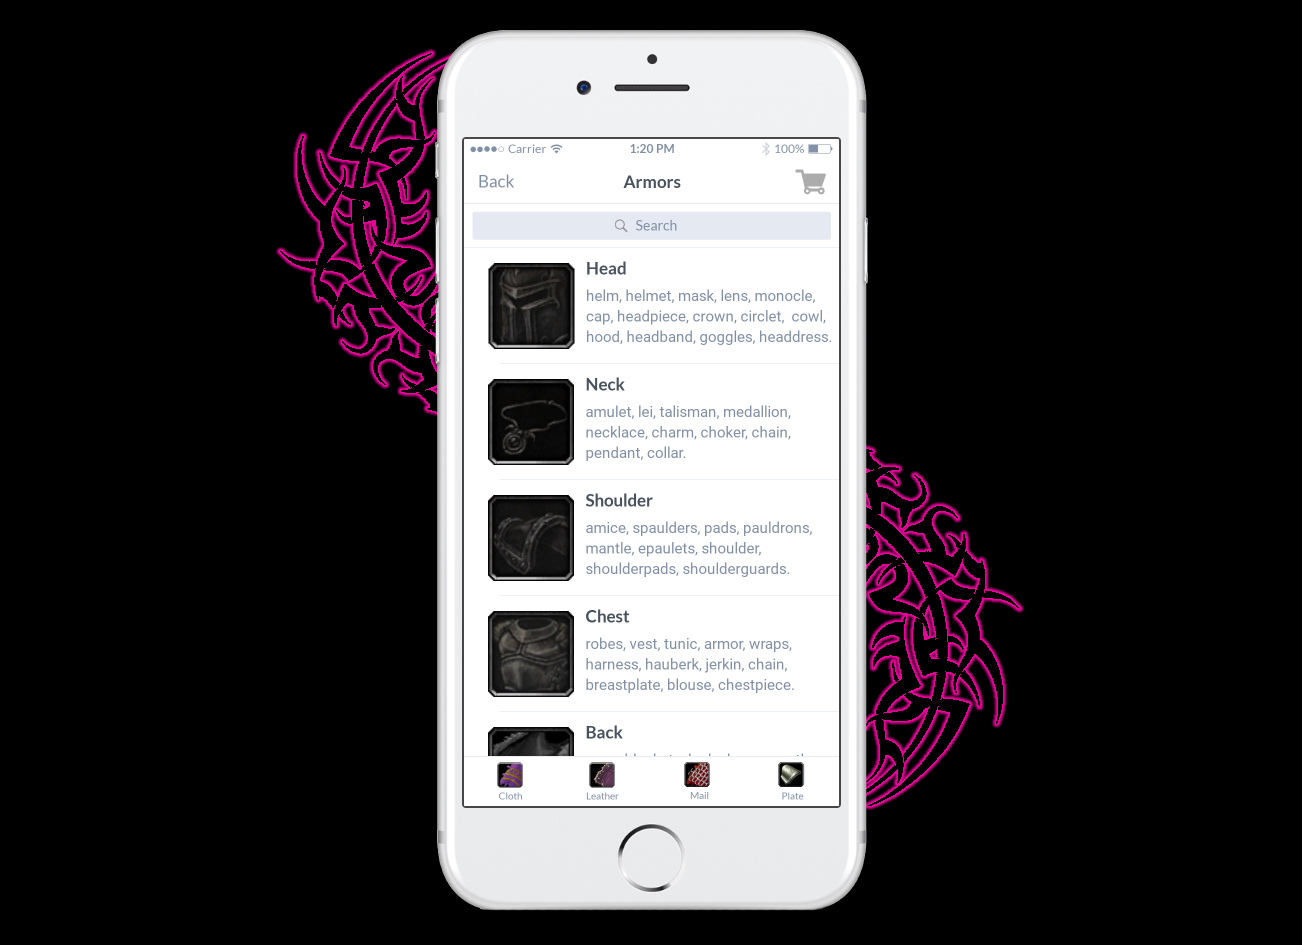 Carrier 1:20 PM 100%
Back Armors
Search
Head
helm, helmet, mask, lens, monocle,
cap, headpiece, crown, circlet, cowl,
hood, headband, goggles, headdress.
Neck
amulet, lei, talisman, medallion,
necklace, charm, choker, chain,
pendant, collar.
Shoulder
amice, spaulders, pads, pauldrons,
mantle, epaulets, shoulder,
shoulderpads, shoulderguards.
Chest
robes, vest, tunic, armor, wraps,
harness, hauberk, jerkin, chain,
breastplate, blouse, chestpiece.
Back
Cloth Leather Mail Plate